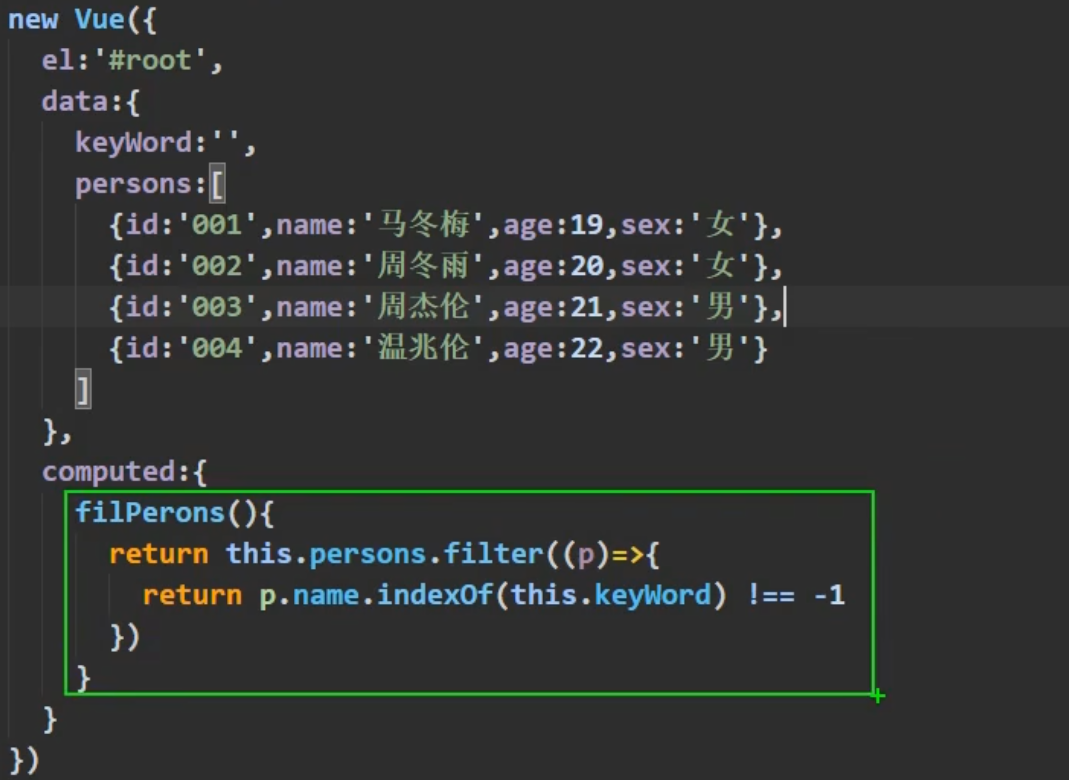 new Vue({
  el:'#root',
  data:{
    keyWord:'',
    persons:[
      {id:'001',name:'马冬梅',age:19,sex:'女'},
      {id:'002',name:'周冬雨',age:20,sex:'女'},
      {id:'003',name:'周杰伦',age:21,sex:'男'},
      {id:'004',name:'温兆伦',age:22,sex:'男'}
    ]
  },
  computed:{
    filPerons(){
      return this.persons.filter((p)=>{
        return p.name.indexOf(this.keyWord) !== -1
      })
    }
  }
})